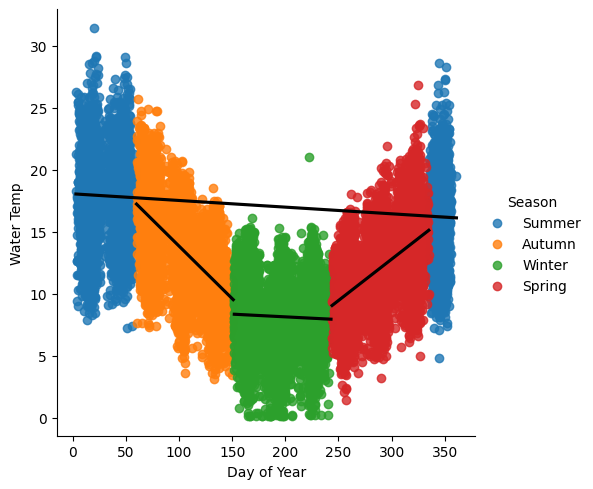 30
25
20
15
10
5
0
Water Temp
0 50 100 150 200 250 300 350
Day of Year
Season
Summer
Autumn
Winter
Spring